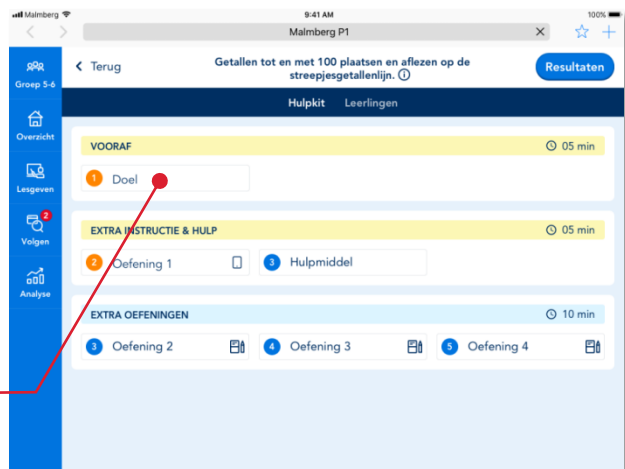 Malmberg 9:41 AM 100%
Malmberg P1
Groep 5-6
Overzicht
Lesgeven
2
Volgen
Analyse
Terug
Getallen tot en met 100 plaatsen en aflezen op de
streepjesgetallenlijn.
Resultaten
Hulpkit Leerlingen
VOORAF 05 min
1 Doel
EXTRA INSTRUCTIE & HULP 05 min
2 Oefening 1 3 Hulpmiddel
EXTRA OEFENINGEN 10 min
3 Oefening 2 4 Oefening 3 5 Oefening 4